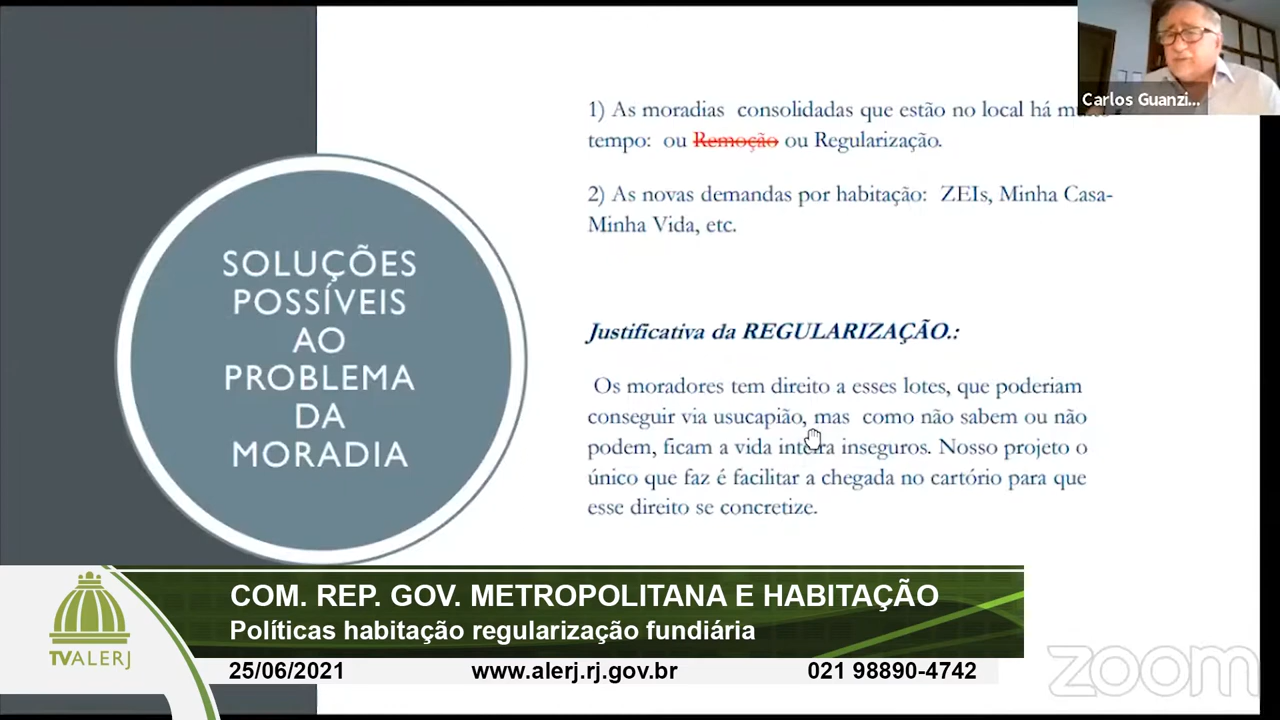 Carlos Guanzi...
1) As moradias consolidadas que estão no local há
tempo: ou Remoção ou Regularização.
2) As novas demandas por habitação: ZEIs, Minha Casa-
Minha Vida, etc.
SOLUÇÕES
POSSÍVEIS
AO
PROBLEMA
DA
MORADIA
Justificativa da REGULARIZAÇÃO.:
Os moradores tem direito a esses lotes, que poderiam
conseguir via usucapião, mas como não sabem ou não
podem, ficam a vida inteira inseguros. Nosso projeto o
único que faz é facilitar a chegada no cartório para que
esse direito se concretize.
COM. REP. GOV. METROPOLITANA E HABITAÇÃO
Políticas habitação regularização fundiária
TVALERJ
25/06/2021 www.alerj.rj.gov.br 021 98890-4742
zoom